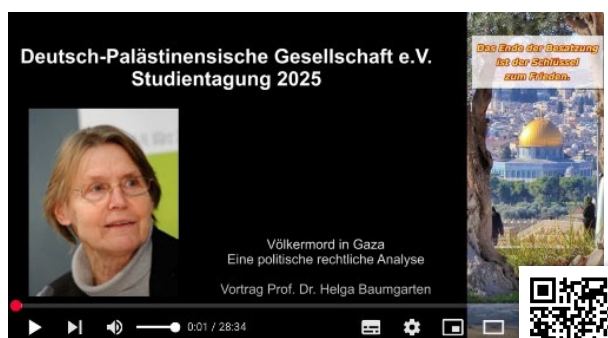 Deutsch-Palästinensische Gesellschaft e.V.
Studientagung 2025
Das Ende der Besatzung
ist der Schlüssel
zum Frieden.
Völkermord in Gaza
Eine politische rechtliche Analyse
Vortrag Prof. Dr. Helga Baumgarten
0:01 / 28:34